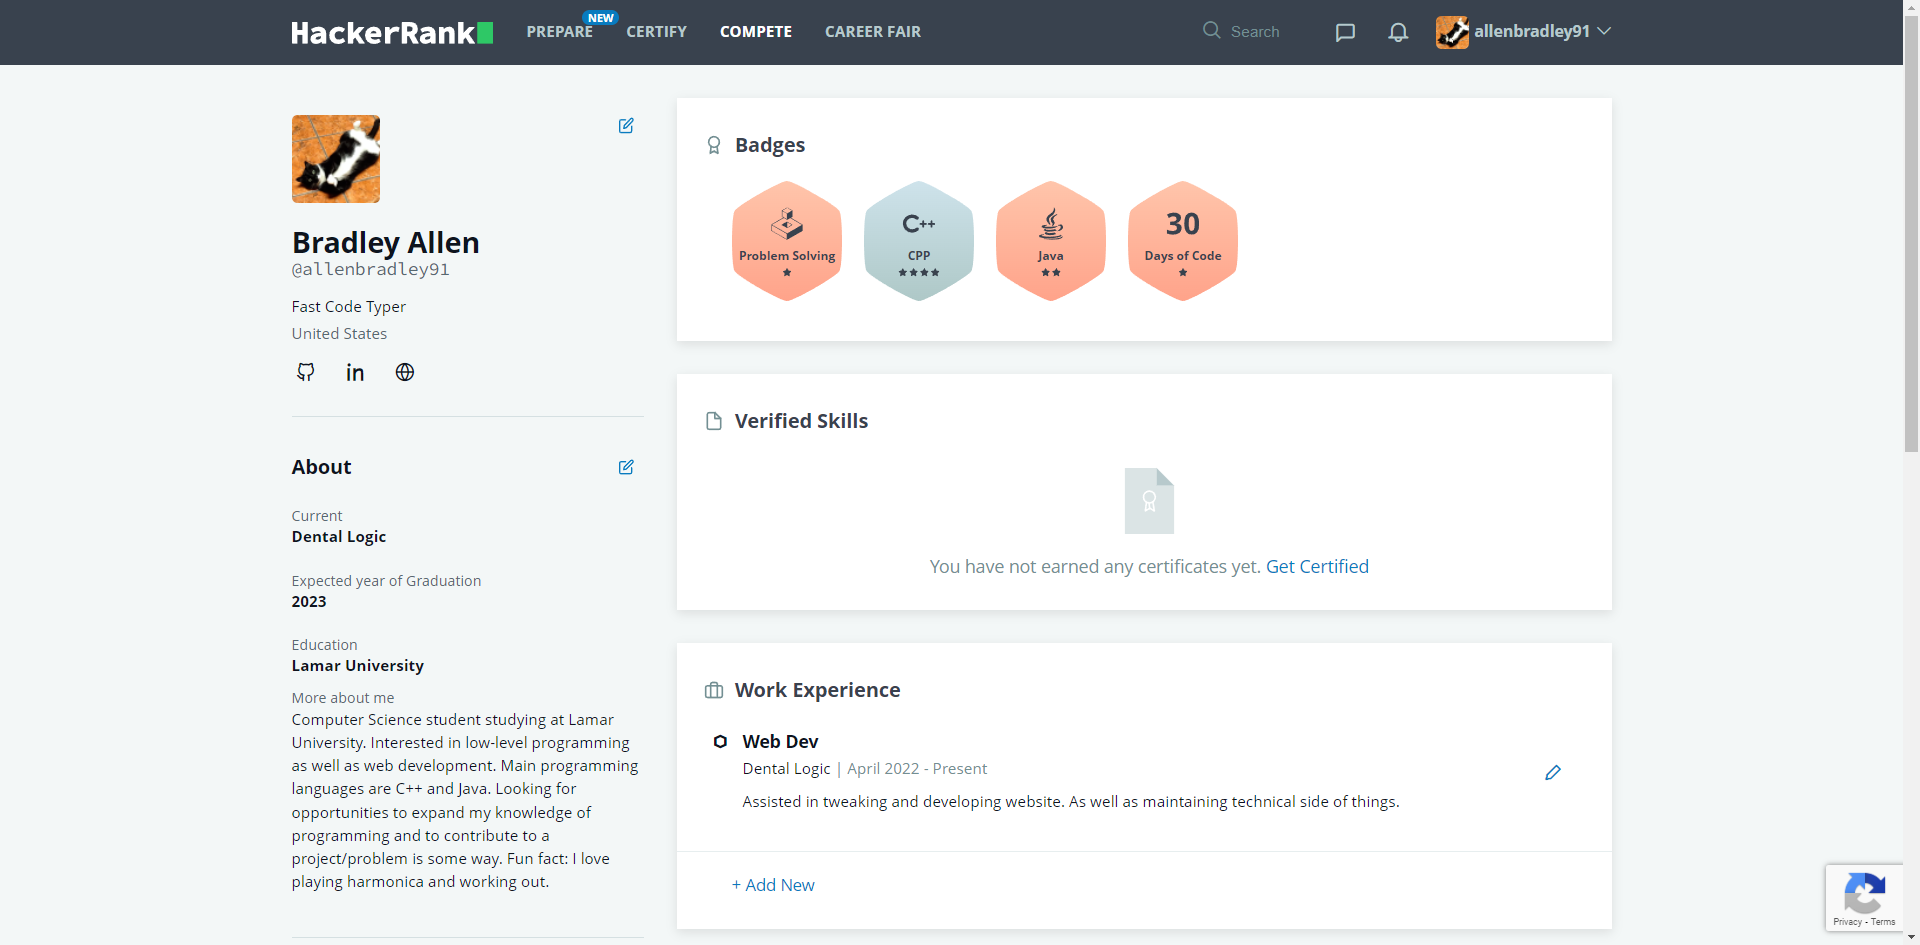 HackerRank
PREPARE
NEW
CERTIFY
COMPETE
CAREER FAIR
Search
allenbradley91
Bradley Allen
@allenbradley91
Fast Code Typer
United States
in
About
Current
Dental Logic
Expected year of Graduation
2023
Education
Lamar University
More about me
Computer Science student studying at Lamar
University. Interested in low-level programming
as well as web development. Main programming
languages are C++ and Java. Looking for
opportunities to expand my knowledge of
programming and to contribute to a
project/problem is some way. Fun fact: I love
playing harmonica and working out.
Badges
Problem Solving
C++
CPP
Java
30
Days of Code
Verified Skills
You have not earned any certificates yet. Get Certified
Work Experience
Web Dev
Dental Logic | April 2022 - Present
Assisted in tweaking and developing website. As well as maintaining technical side of things.
+ Add New
Privacy - Terms